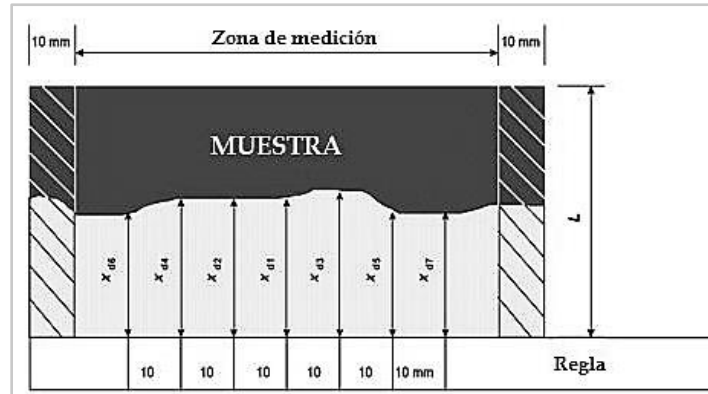 10 mm Zona de medición 10 mm
MUESTRA
L
X d6 X d4 X d2 X d1 X d3 X d5 X d7
10 10 10 10 10 10 mm Regla